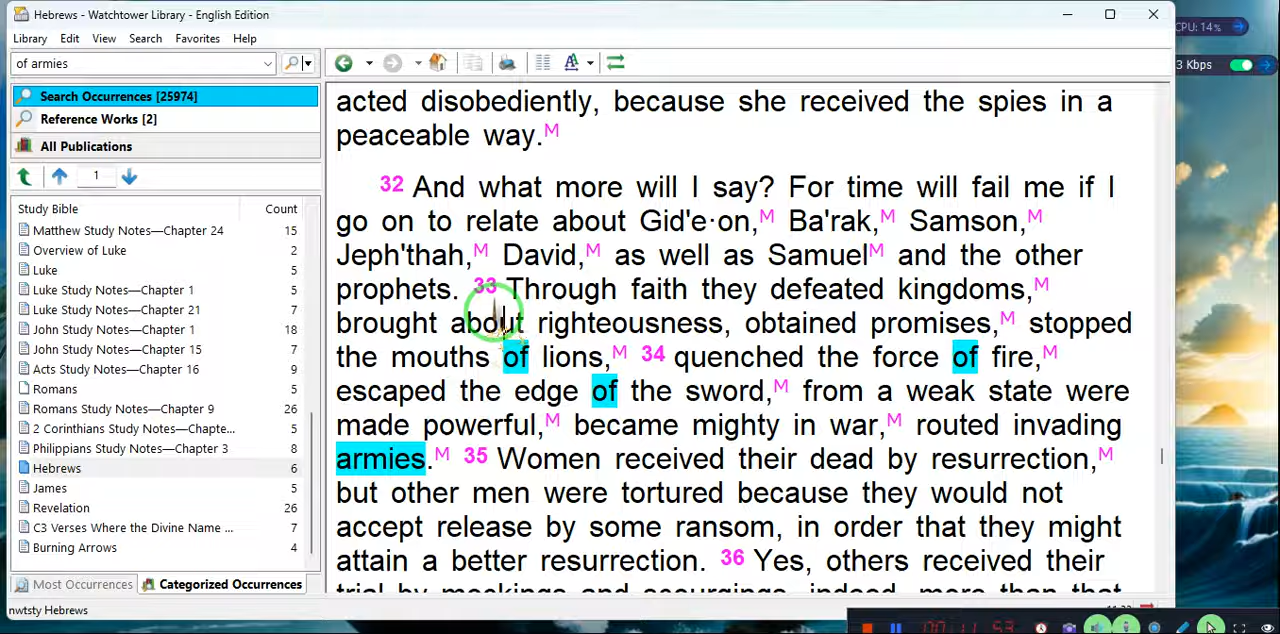 Hebrews - Watchtower Library - English Edition
CPU: 14%
Library Edit View Search Favorites Help
of armies
3 Kbps
Search Occurrences [25974]
Reference Works [2]
All Publications
1
Study Bible Count
Matthew Study Notes—Chapter 24 15
Overview of Luke 2
Luke 5
Luke Study Notes—Chapter 1 5
Luke Study Notes—Chapter 21 7
John Study Notes—Chapter 1 18
John Study Notes—Chapter 15 7
Acts Study Notes—Chapter 16 9
Romans 5
Romans Study Notes—Chapter 9 26
2 Corinthians Study Notes—Chapte... 5
Philippians Study Notes—Chapter 3 8
Hebrews 6
James 5
Revelation 26
C3 Verses Where the Divine Name ... 7
Burning Arrows 4
Most Occurrences Categorized Occurrences
nwtsty Hebrews
acted disobediently, because she received the spies in a
peaceable way.M
32 And what more will I say? For time will fail me if I
go on to relate about Gid'e·on,M Ba'rak,M Samson,M
Jeph'thah,M David,M as well as SamuelM and the other
prophets. 33 Through faith they defeated kingdoms,M
brought about righteousness, obtained promises,M stopped
the mouths of lions,M 34 quenched the force of fire,M
escaped the edge of the sword,M from a weak state were
made powerful,M became mighty in war,M routed invading
armies.M 35 Women received their dead by resurrection,M
but other men were tortured because they would not
accept release by some ransom, in order that they might
attain a better resurrection. 36 Yes, others received their
trial by mockings and scourgings, indeed, more than that